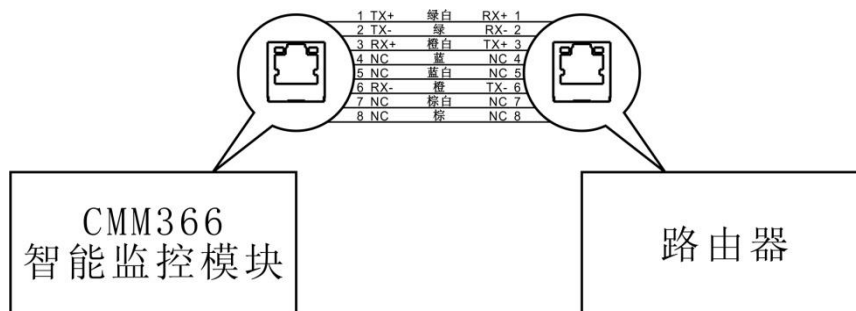 1 TX+ 绿白 RX+ 1
2 TX- 绿 RX- 2
3 RX+ 橙白 TX+ 3
4 NC 蓝 NC 4
5 NC 蓝白 NC 5
6 RX- 橙 TX- 6
7 NC 棕白 NC 7
8 NC 棕 NC 8
CMM366
智能监控模块
路由器